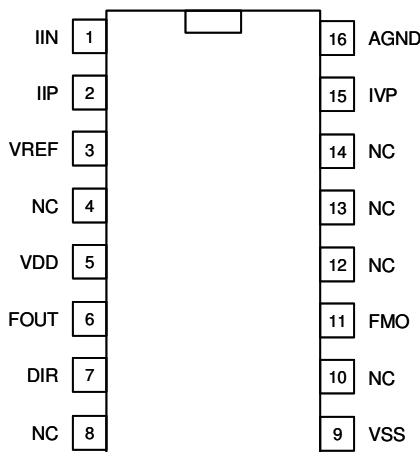 IIN 1 16 AGND
IIP 2 15 IVP
VREF 3 14 NC
NC 4 13 NC
VDD 5 12 NC
FOUT 6 11 FMO
DIR 7 10 NC
NC 8 9 VSS